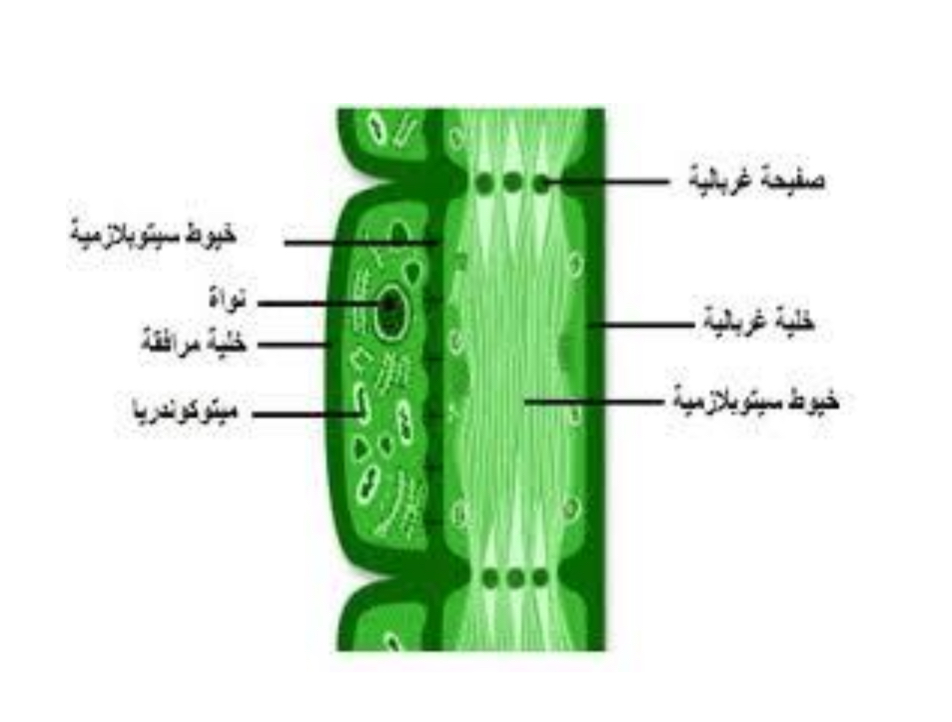 صفيحة غربالية
خيوط سيتوبلازمية
نواة
خلية غربالية
خلية مرافقة
خيوط سيتوبلازمية
ميتوكوندريا